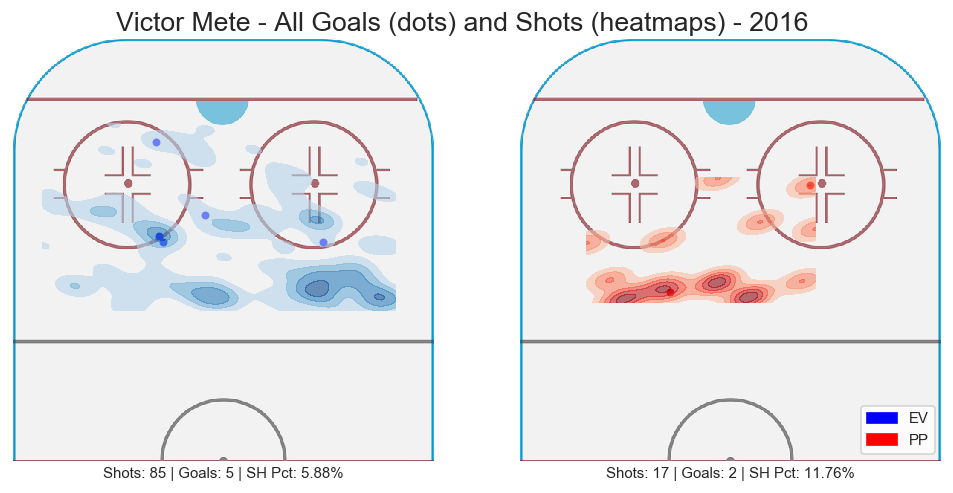 Victor Mete - All Goals (dots) and Shots (heatmaps) - 2016
EV
PP
Shots: 85 | Goals: 5 | SH Pct: 5.88%
Shots: 17 | Goals: 2 | SH Pct: 11.76%